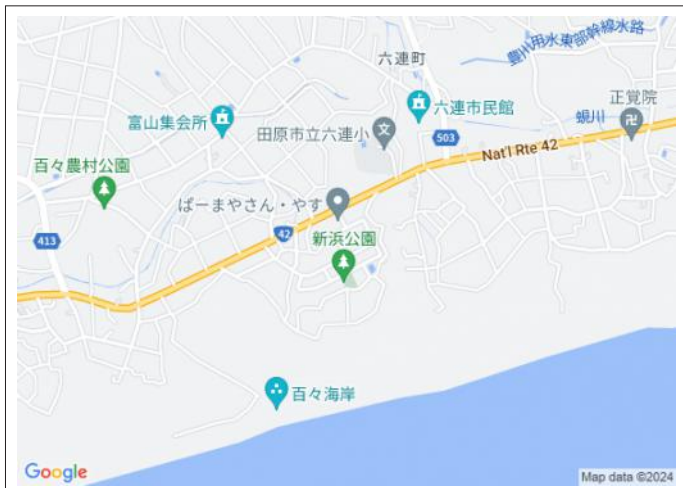 豊川用水東部幹線水路
六連町
正覚院
六連市民館
蜆川
富山集会所
田原市立六連小
文
503
Nat'l Rte 42
百々農村公園
ぱーまやさん・やす
42
新浜公園
413
百々海岸
Google
Map data ©2024